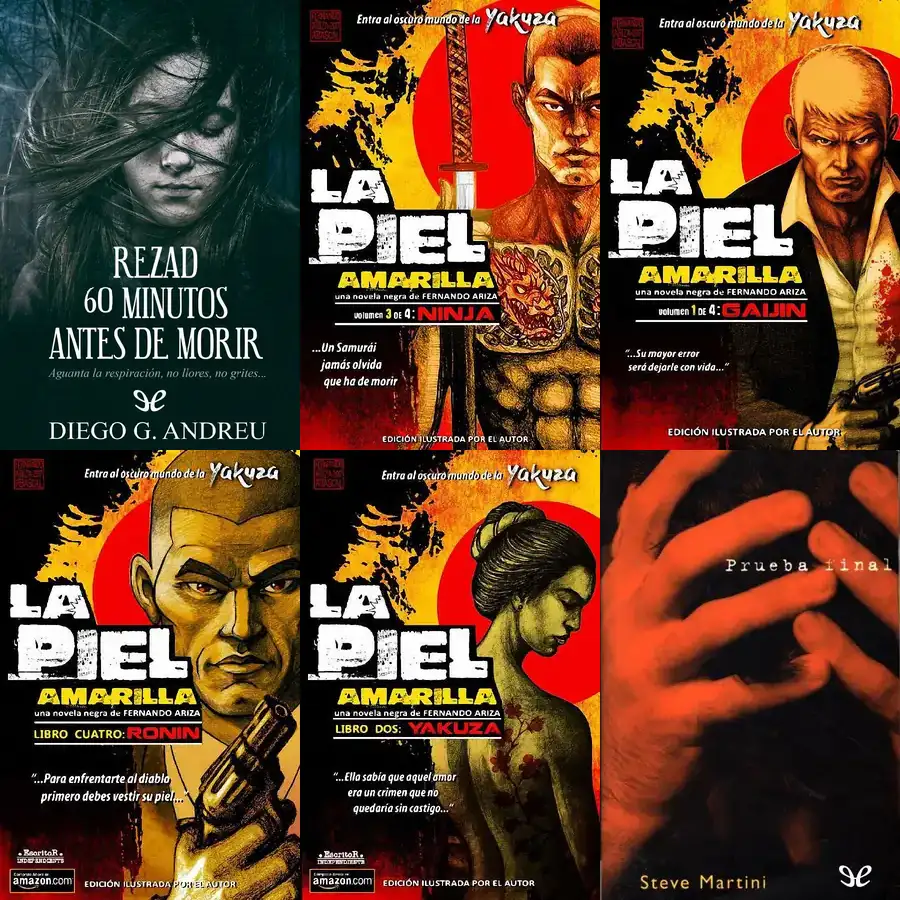 REZAD
60 MINUTOS
ANTES DE MORIR
Aguanta la respiración, no llores, no grites...
DIEGO G. ANDREU
Entra al oscuro mundo de la Yakuza
LA
PIEL
AMARILLA
una novela negra de FERNANDO ARIZA
volumen 3 DE 4: NINJA
...Un Samurái
jamás olvida
que ha de morir
EDICIÓN ILUSTRADA POR EL AUTOR
Entra al oscuro mundo de la Yakuza
LA
PIEL
AMARILLA
una novela negra de FERNANDO ARIZA
volumen 1 DE 4: GAIJIN
"...Su mayor error
será dejarle con vida..."
EDICIÓN ILUSTRADA POR EL AUTOR
Entra al oscuro mundo de la Yakuza
LA
PIEL
AMARILLA
una novela negra de FERNANDO ARIZA
LIBRO CUATRO: RONIN
"...Para enfrentarte al diablo
primero debes vestir su piel..."
EscritoR
INDEPENDIENTE
amazon.com
EDICIÓN ILUSTRADA POR EL AUTOR
Entra al oscuro mundo de la Yakuza
LA
PIEL
AMARILLA
una novela negra de FERNANDO ARIZA
LIBRO DOS: YAKUZA
"...Ella sabía que aquel amor
era un crimen que no
quedaría sin castigo..."
EscritoR
INDEPENDIENTE
amazon.com
EDICIÓN ILUSTRADA POR EL AUTOR
Prueba final
Steve Martini